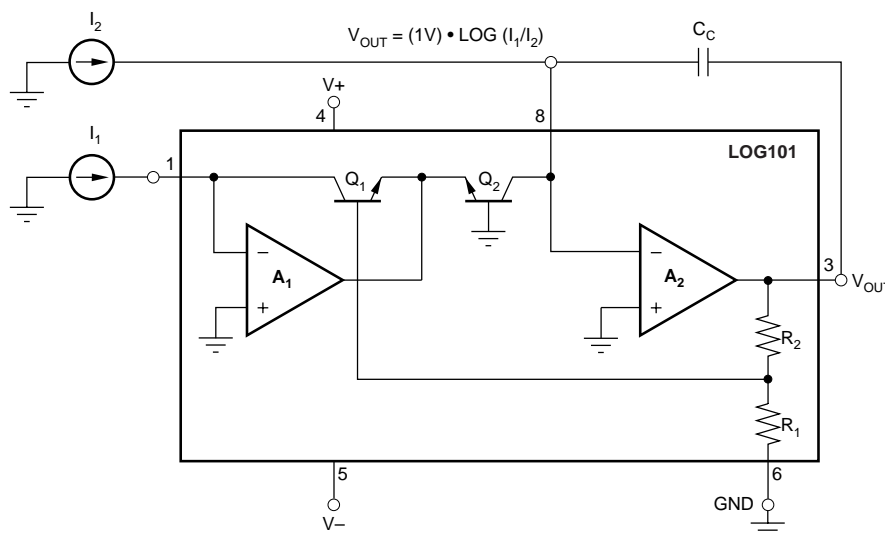 I2
VOUT = (1V) • LOG (I1/I2)
CC
V+
4
8
I1
1
LOG101
Q1
Q2
−
A1
+
−
A2
+
3
VOUT
R2
R1
5
6
V–
GND